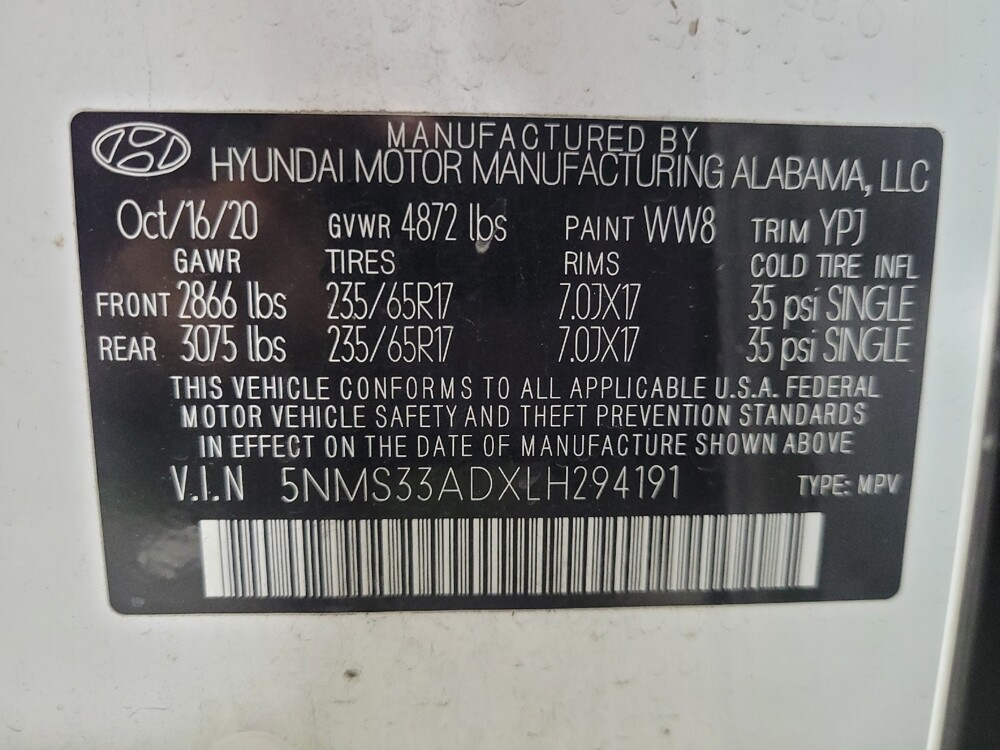 MANUFACTURED BY
HYUNDAI MOTOR MANUFACTURING ALABAMA, LLC
Oct/16/20 GVWR 4872 lbs PAINT WW8 TRIM YPJ
GAWR TIRES RIMS COLD TIRE INFL
FRONT 2866 lbs 235/65R17 7.0JX17 35 psi SINGLE
REAR 3075 lbs 235/65R17 7.0JX17 35 psi SINGLE
THIS VEHICLE CONFORMS TO ALL APPLICABLE U.S.A. FEDERAL
MOTOR VEHICLE SAFETY AND THEFT PREVENTION STANDARDS
IN EFFECT ON THE DATE OF MANUFACTURE SHOWN ABOVE
V.I.N 5NMS33ADXLH294191 TYPE: MPV